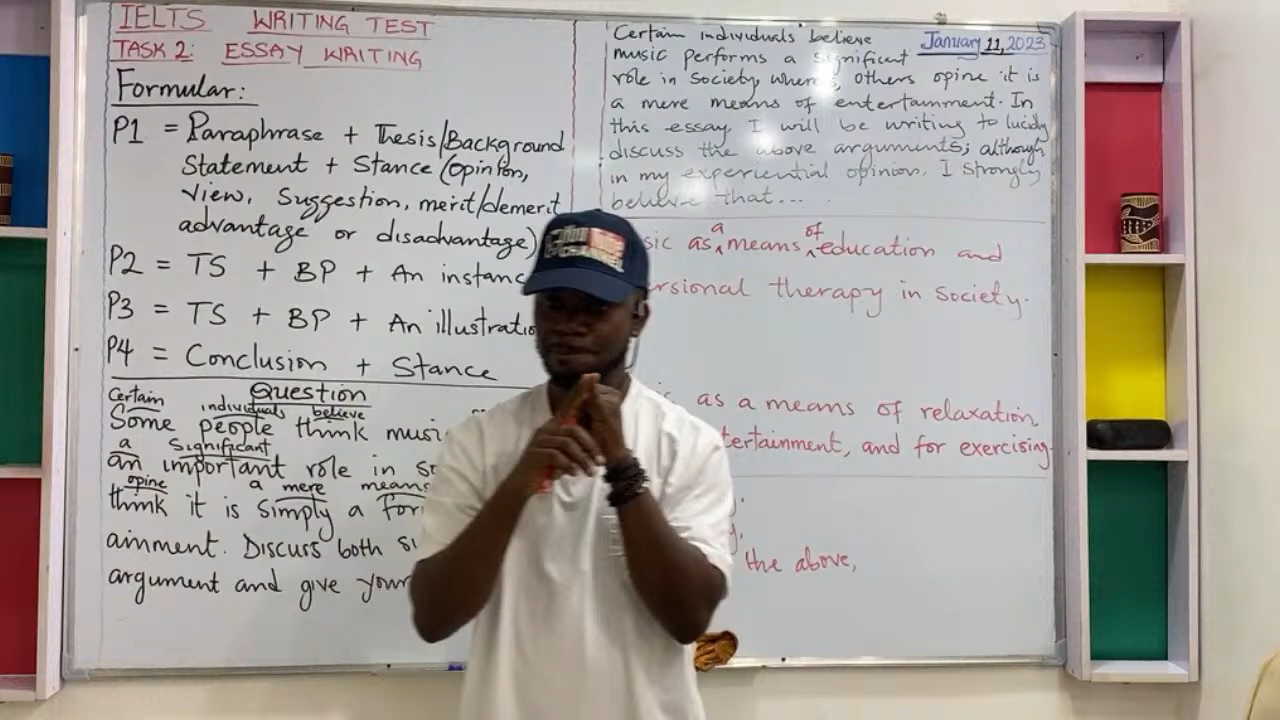 IELTS WRITING TEST
TASK 2: ESSAY WRITING
Formular:
P1 = Paraphrase + Thesis/Background
Statement + Stance (opinion,
view, suggestion, merit/demerit
advantage or disadvantage)
P2 = TS + BP + An instanc
P3 = TS + BP + An illustratio
P4 = Conclusion + Stance
Question
Certain individuals believe
Some people think musi
a significant
an important role in s
opine a mere means
think it is simply a for
ainment. Discuss both si
argument and give your
January 11, 2023
Certain individuals believe
music performs a significant
role in society where, others opine it is
a mere means of entertainment. In
this essay, I will be writing to lucidly
discuss the above arguments; although
in my experiential opinion, I strongly
believe that...
sic as a means of education and
rsional therapy in society.
as a means of relaxation,
tertainment, and for exercising.
the above,
CHANNEL